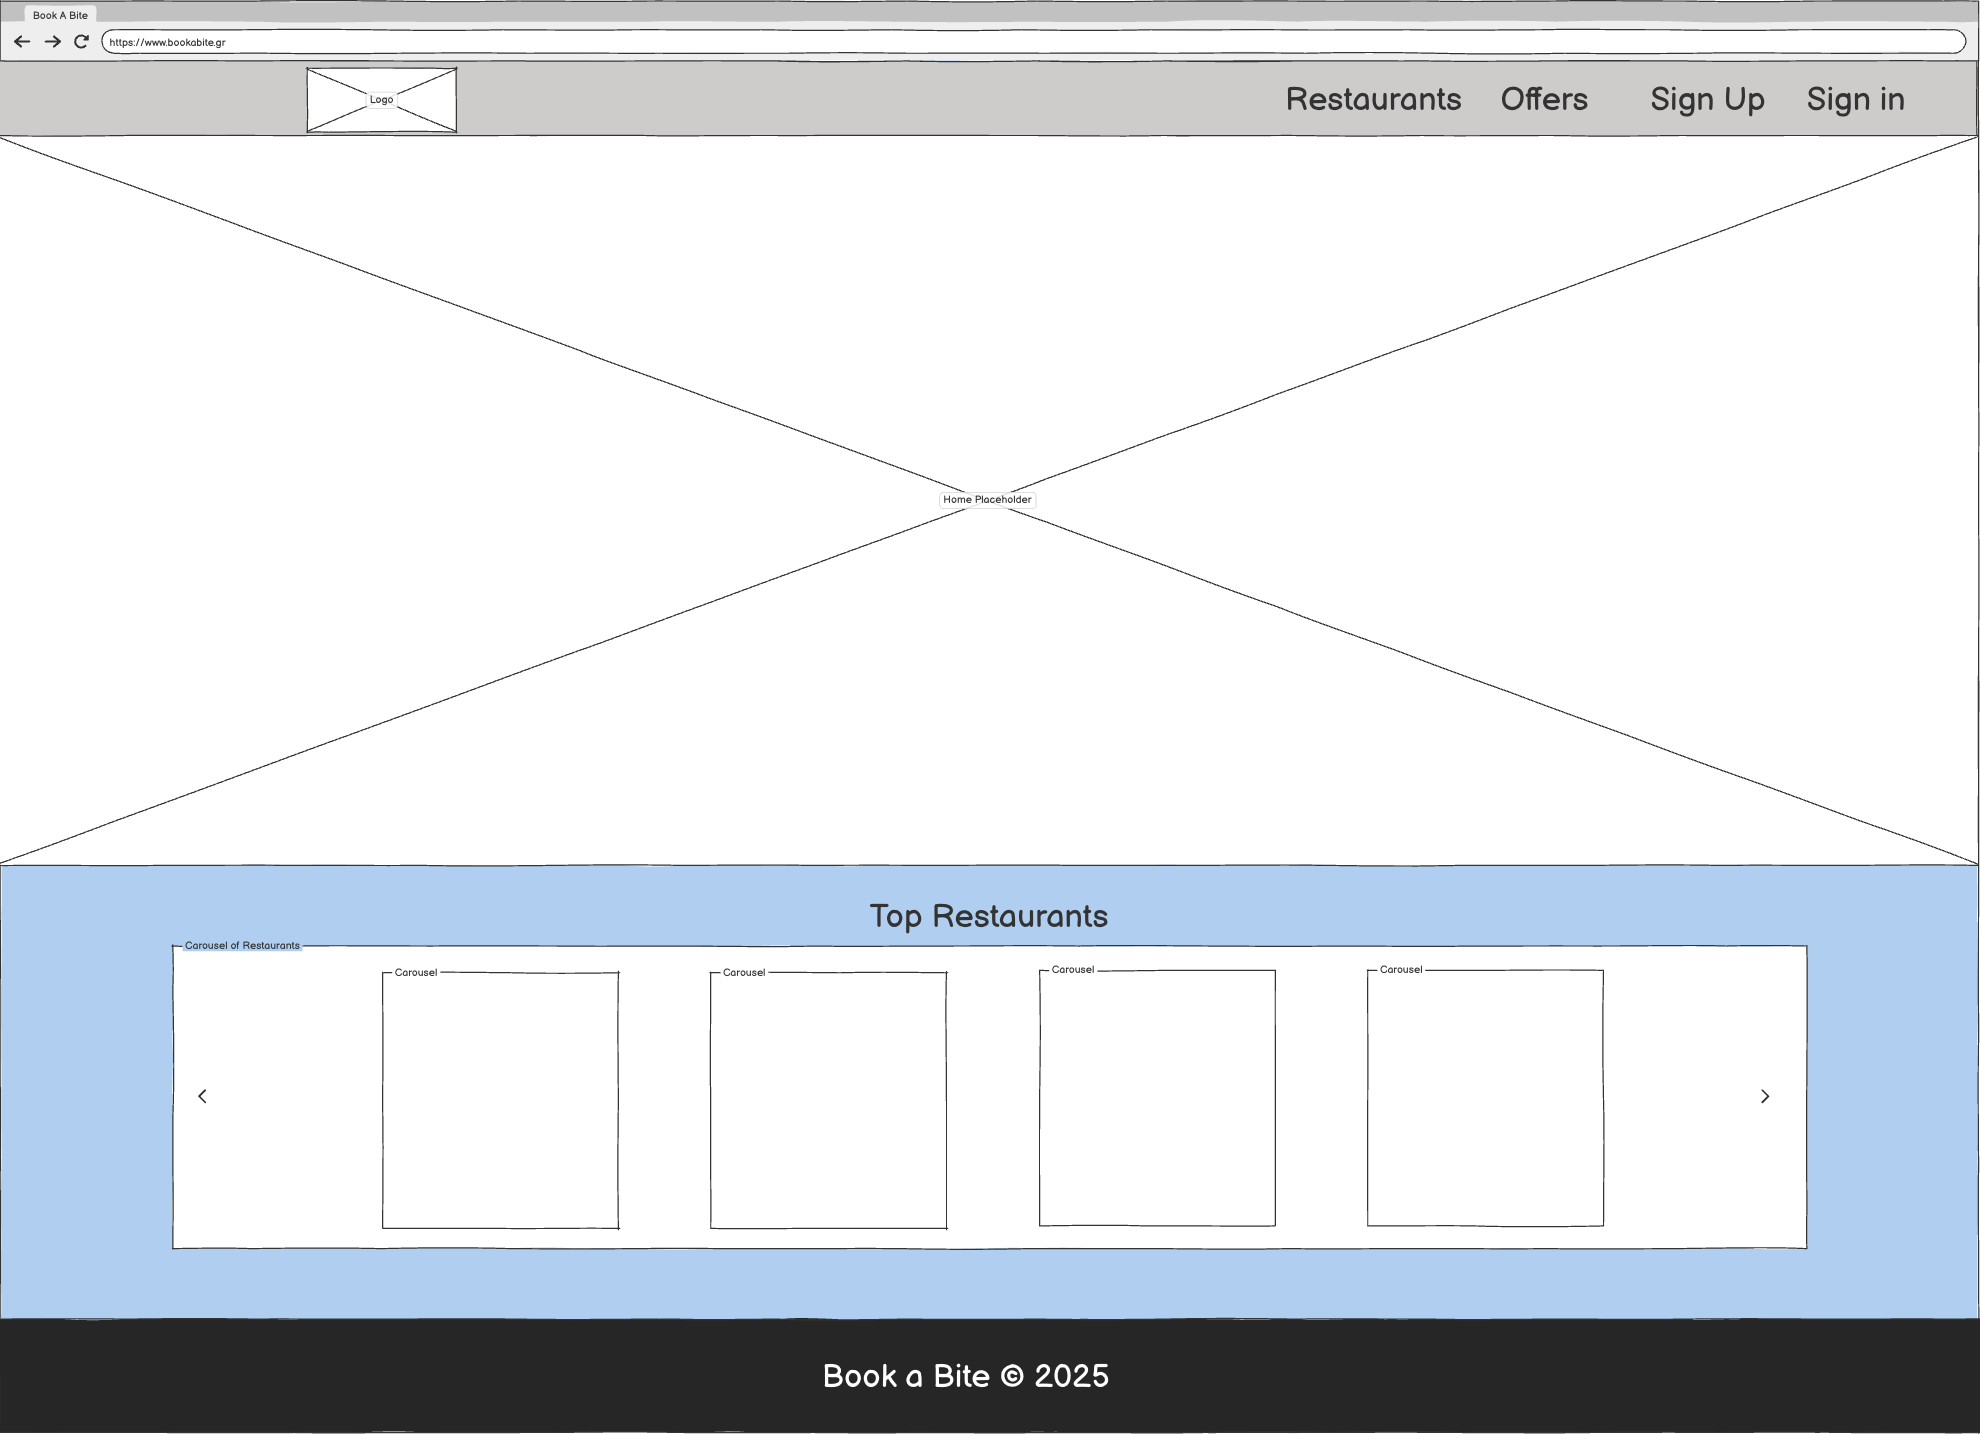 Book A Bite
https://www.bookabite.gr
Logo
Restaurants Offers Sign Up Sign in
Home Placeholder
Top Restaurants
Carousel of Restaurants
Carousel Carousel Carousel Carousel
Book a Bite © 2025